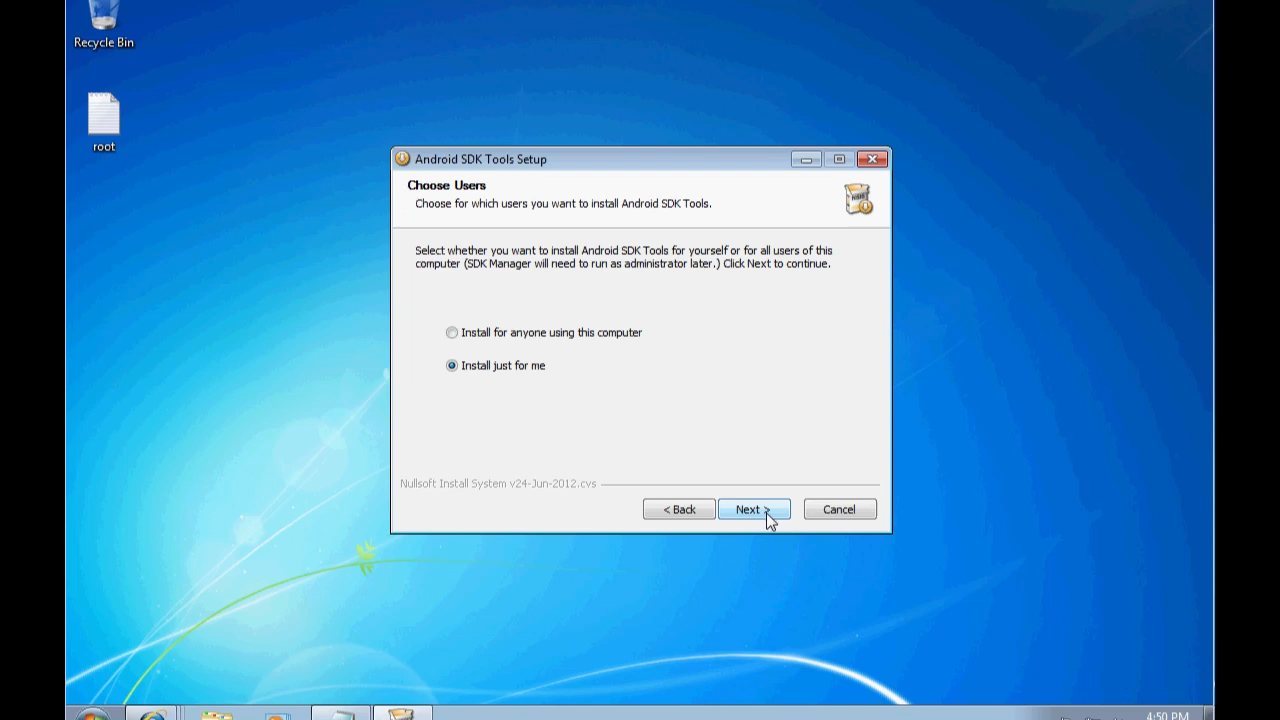 Recycle Bin
root
Android SDK Tools Setup
Choose Users
Choose for which users you want to install Android SDK Tools.
Select whether you want to install Android SDK Tools for yourself or for all users of this
computer (SDK Manager will need to run as administrator later.) Click Next to continue.
Install for anyone using this computer
Install just for me
Nullsoft Install System v24-Jun-2012.cvs
< Back
Next >
Cancel
4:50 PM